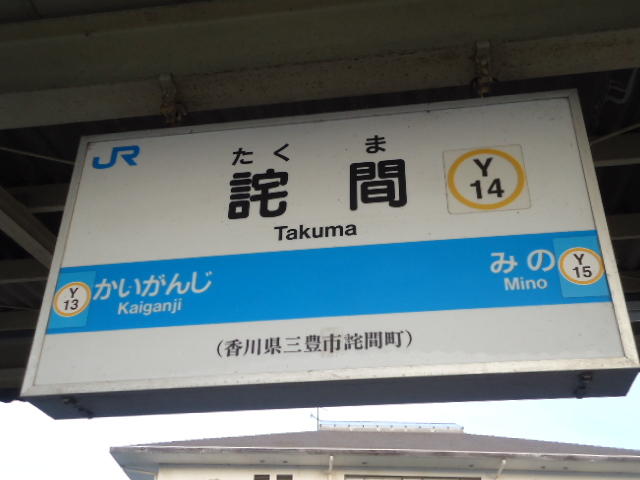 JR
たくま
詫間
Takuma
Y
14
Y
13
かいがんじ
Kaiganji
みの
Mino
Y
15
(香川県三豊市詫間町)